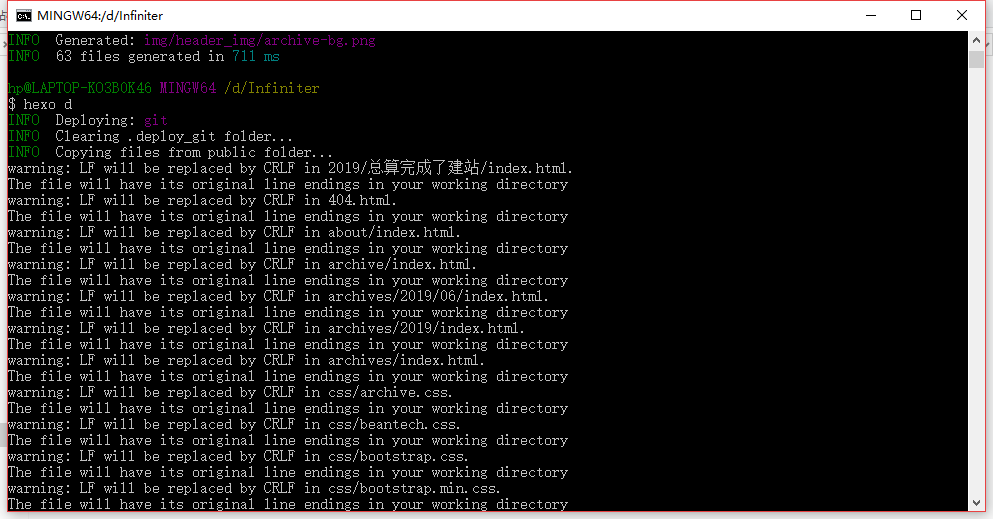 MINGW64:/d/Infiniter
INFO  Generated: img/header_img/archive-bg.png
INFO  63 files generated in 711 ms
hp@LAPTOP-KO3B0K46 MINGW64 /d/Infiniter
$ hexo d
INFO  Deploying: git
INFO  Clearing .deploy_git folder...
INFO  Copying files from public folder...
warning: LF will be replaced by CRLF in 2019/总算完成了建站/index.html.
The file will have its original line endings in your working directory
warning: LF will be replaced by CRLF in 404.html.
The file will have its original line endings in your working directory
warning: LF will be replaced by CRLF in about/index.html.
The file will have its original line endings in your working directory
warning: LF will be replaced by CRLF in archive/index.html.
The file will have its original line endings in your working directory
warning: LF will be replaced by CRLF in archives/2019/06/index.html.
The file will have its original line endings in your working directory
warning: LF will be replaced by CRLF in archives/2019/index.html.
The file will have its original line endings in your working directory
warning: LF will be replaced by CRLF in archives/index.html.
The file will have its original line endings in your working directory
warning: LF will be replaced by CRLF in css/archive.css.
The file will have its original line endings in your working directory
warning: LF will be replaced by CRLF in css/beantech.css.
The file will have its original line endings in your working directory
warning: LF will be replaced by CRLF in css/bootstrap.css.
The file will have its original line endings in your working directory
warning: LF will be replaced by CRLF in css/bootstrap.min.css.
The file will have its original line endings in your working directory